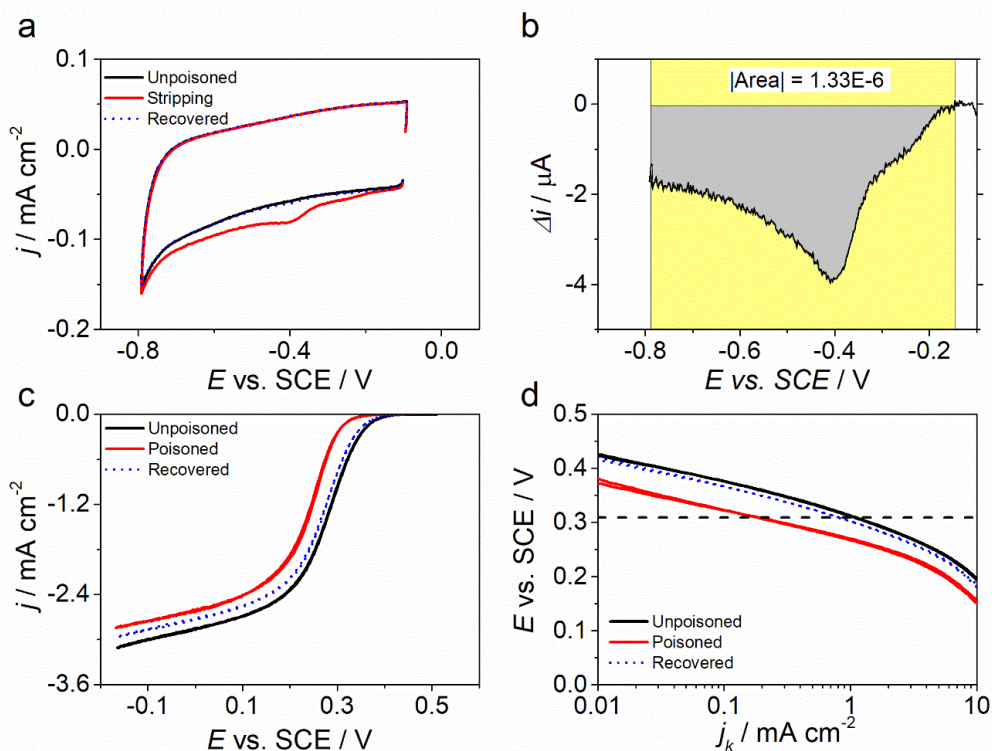 a
0.1
0.0
-0.1
-0.2
j / mA cm⁻²
Unpoisoned
Stripping
Recovered
-0.8
-0.4
0.0
E vs. SCE / V
b
|Area| = 1.33E-6
0
-2
-4
Δi / μA
-0.8
-0.6
-0.4
-0.2
E vs. SCE / V
c
0.0
-1.2
-2.4
-3.6
j / mA cm⁻²
Unpoisoned
Poisoned
Recovered
-0.1
0.1
0.3
0.5
E vs. SCE / V
d
0.5
0.4
0.3
0.2
0.1
0.0
E vs. SCE / V
Unpoisoned
Poisoned
Recovered
0.01
0.1
1
10
jₖ / mA cm⁻²